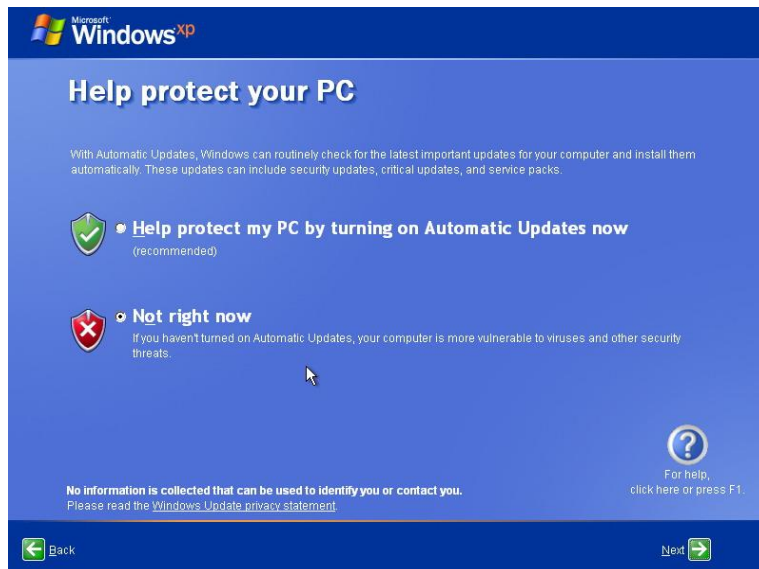 Microsoft
Windows xp
Help protect your PC
With Automatic Updates, Windows can routinely check for the latest important updates for your computer and install them
automatically. These updates can include security updates, critical updates, and service packs.
Help protect my PC by turning on Automatic Updates now
(recommended)
Not right now
If you haven't turned on Automatic Updates, your computer is more vulnerable to viruses and other security
threats.
For help,
click here or press F1.
No information is collected that can be used to identify you or contact you.
Please read the Windows Update privacy statement.
Back
Next